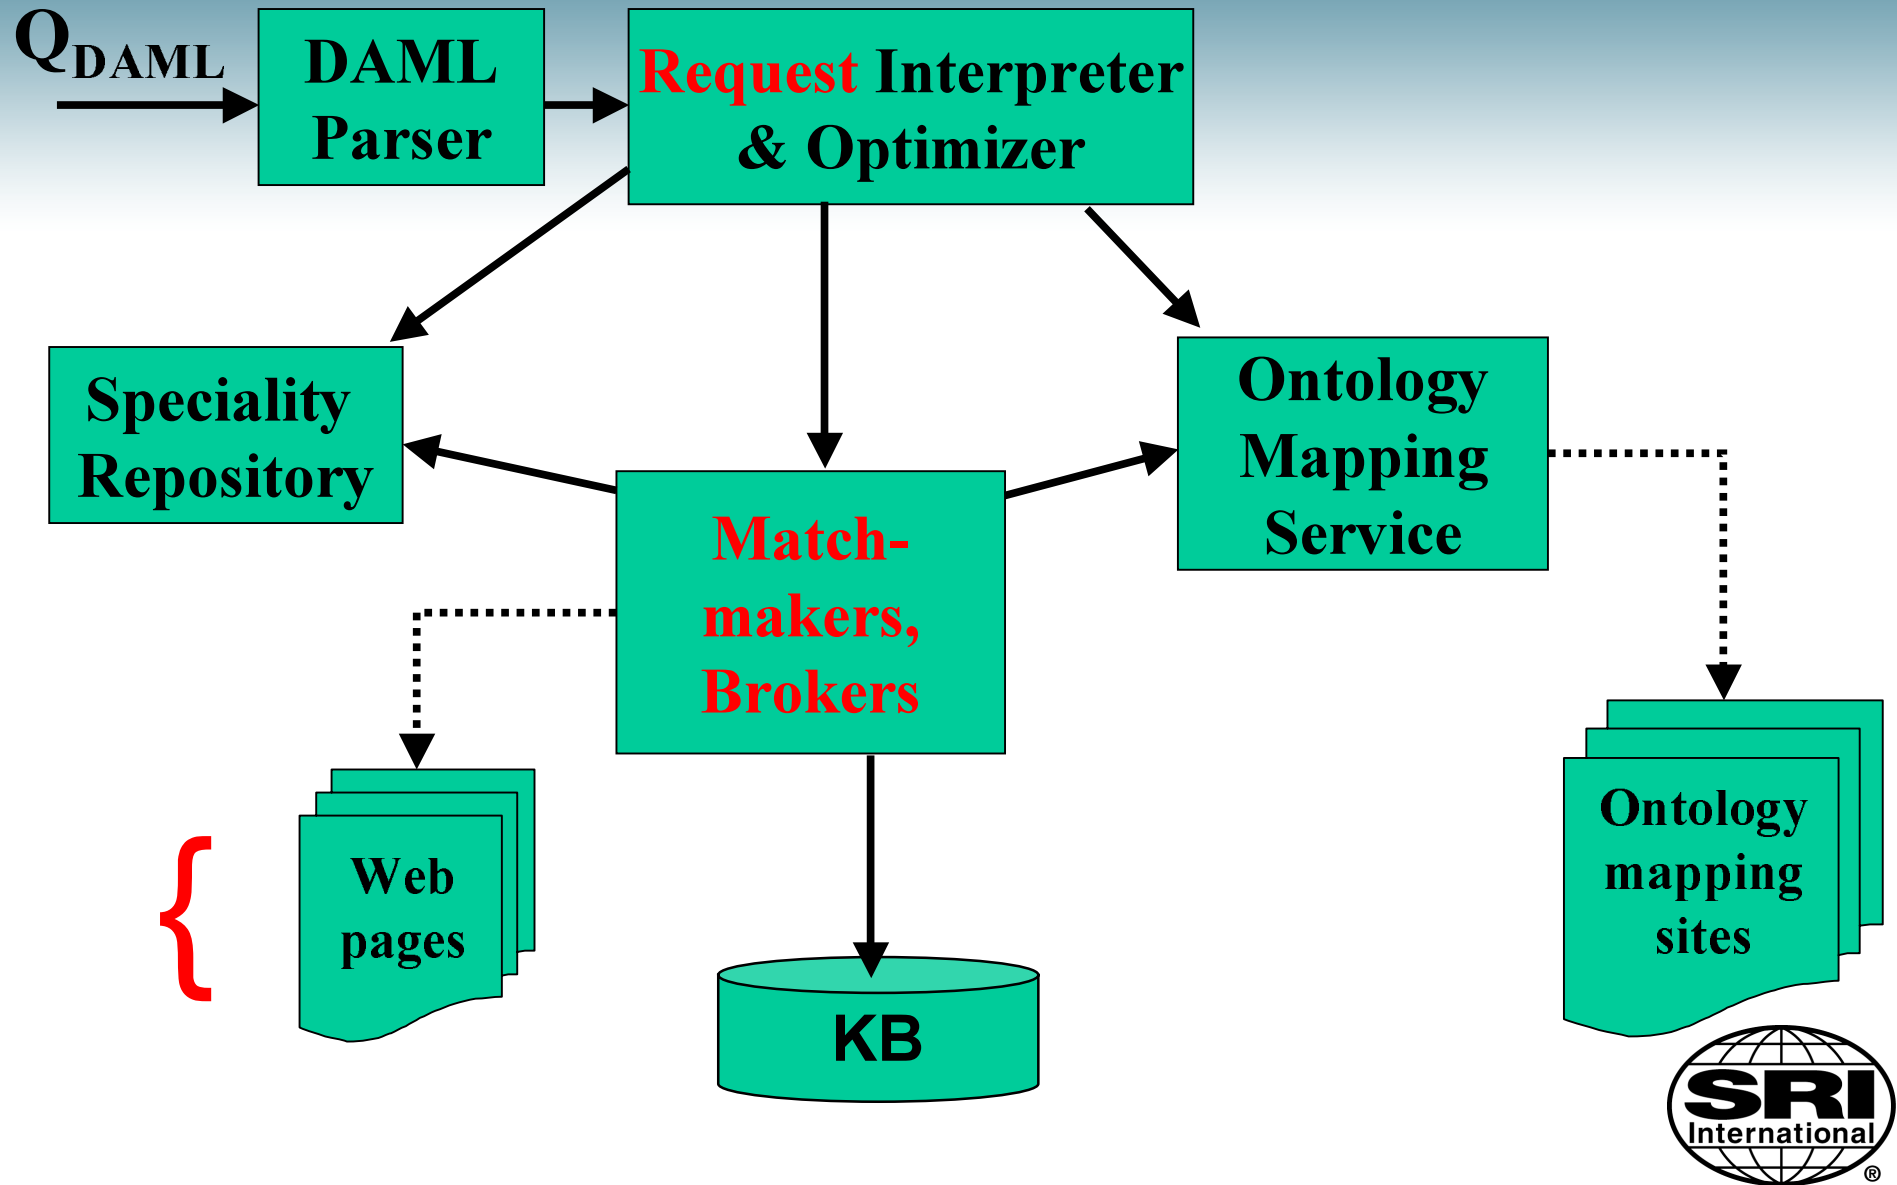 Q_DAML
DAML
Parser
Request Interpreter
& Optimizer
Speciality
Repository
Ontology
Mapping
Service
Match-
makers,
Brokers
Web
pages
{
KB
Ontology
mapping
sites
SRI
International
®